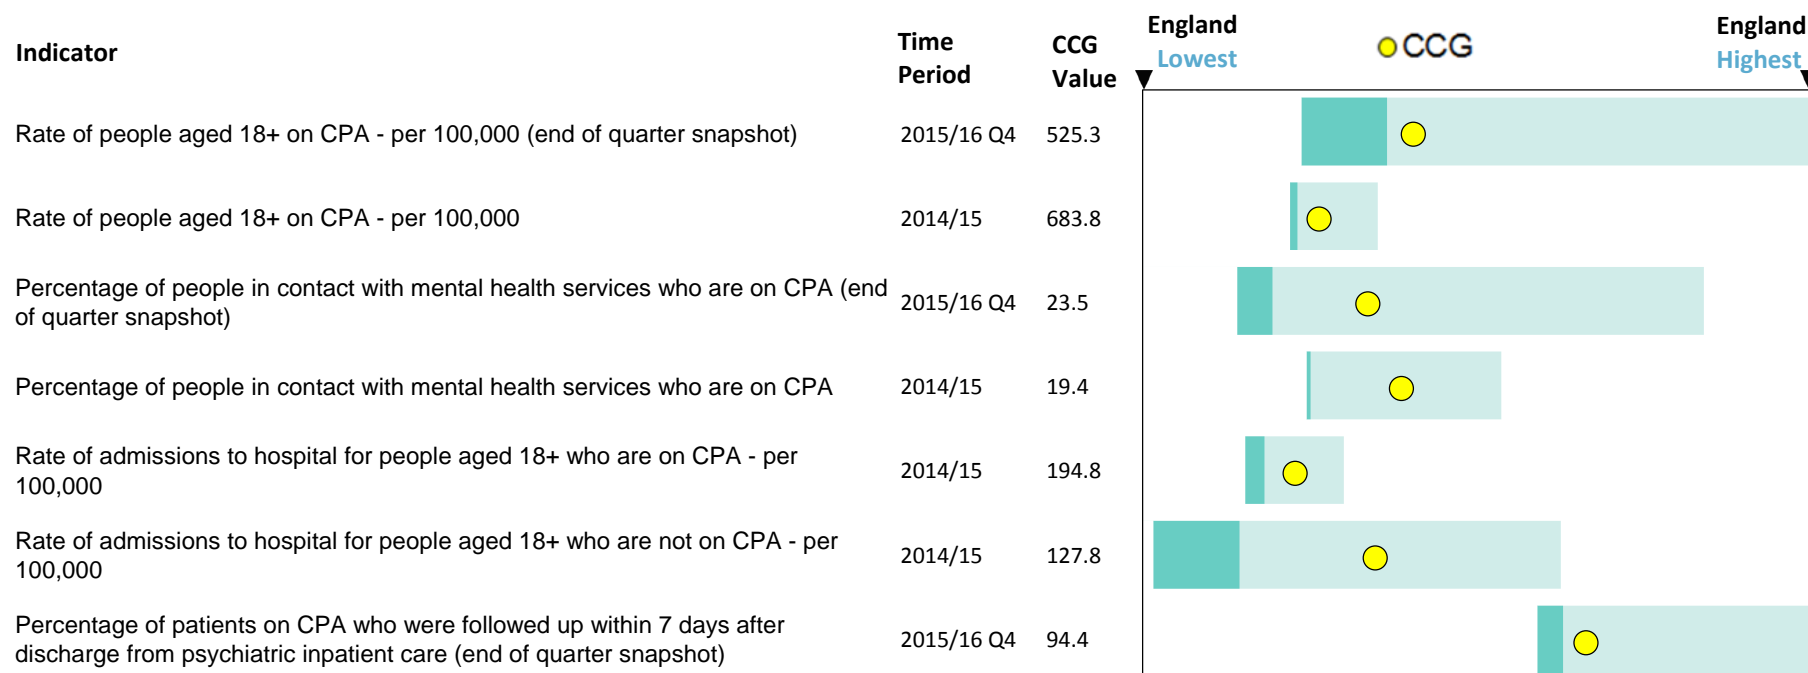 Indicator
Time
Period
CCG
Value
England
Lowest
CCG
England
Highest
Rate of people aged 18+ on CPA - per 100,000 (end of quarter snapshot)
2015/16 Q4
525.3
Rate of people aged 18+ on CPA - per 100,000
2014/15
683.8
Percentage of people in contact with mental health services who are on CPA (end
of quarter snapshot)
2015/16 Q4
23.5
Percentage of people in contact with mental health services who are on CPA
2014/15
19.4
Rate of admissions to hospital for people aged 18+ who are on CPA - per
100,000
2014/15
194.8
Rate of admissions to hospital for people aged 18+ who are not on CPA - per
100,000
2014/15
127.8
Percentage of patients on CPA who were followed up within 7 days after
discharge from psychiatric inpatient care (end of quarter snapshot)
2015/16 Q4
94.4